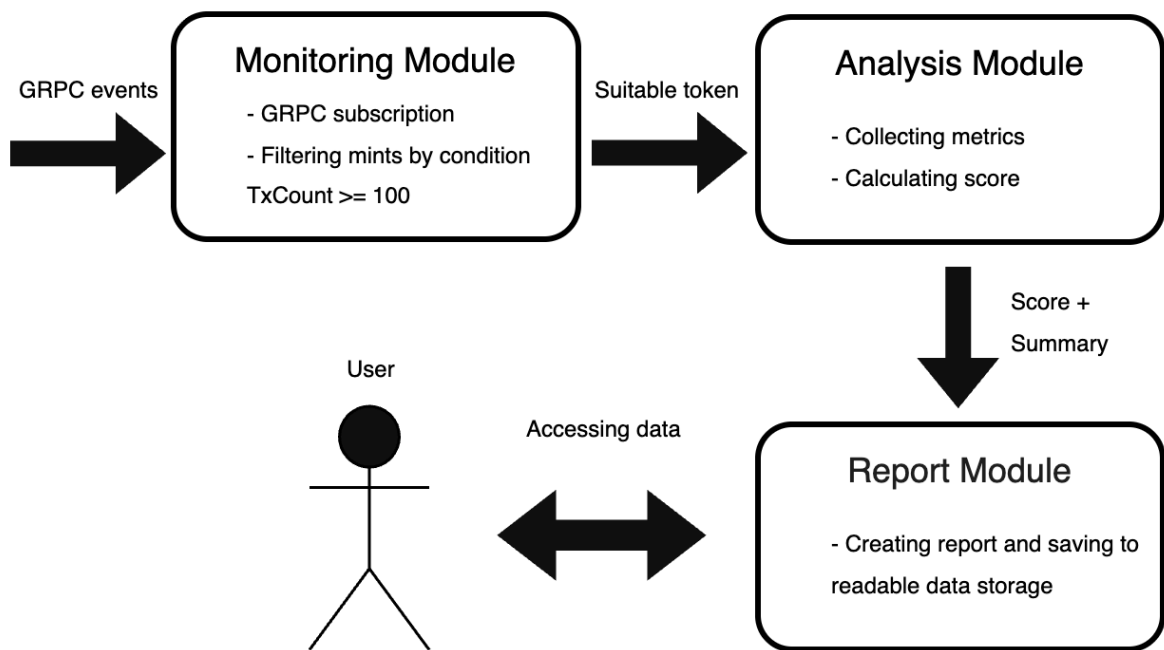 GRPC events
Monitoring Module
- GRPC subscription
- Filtering mints by condition
TxCount >= 100
Suitable token
Analysis Module
- Collecting metrics
- Calculating score
Score +
Summary
User
Accessing data
Report Module
- Creating report and saving to
readable data storage